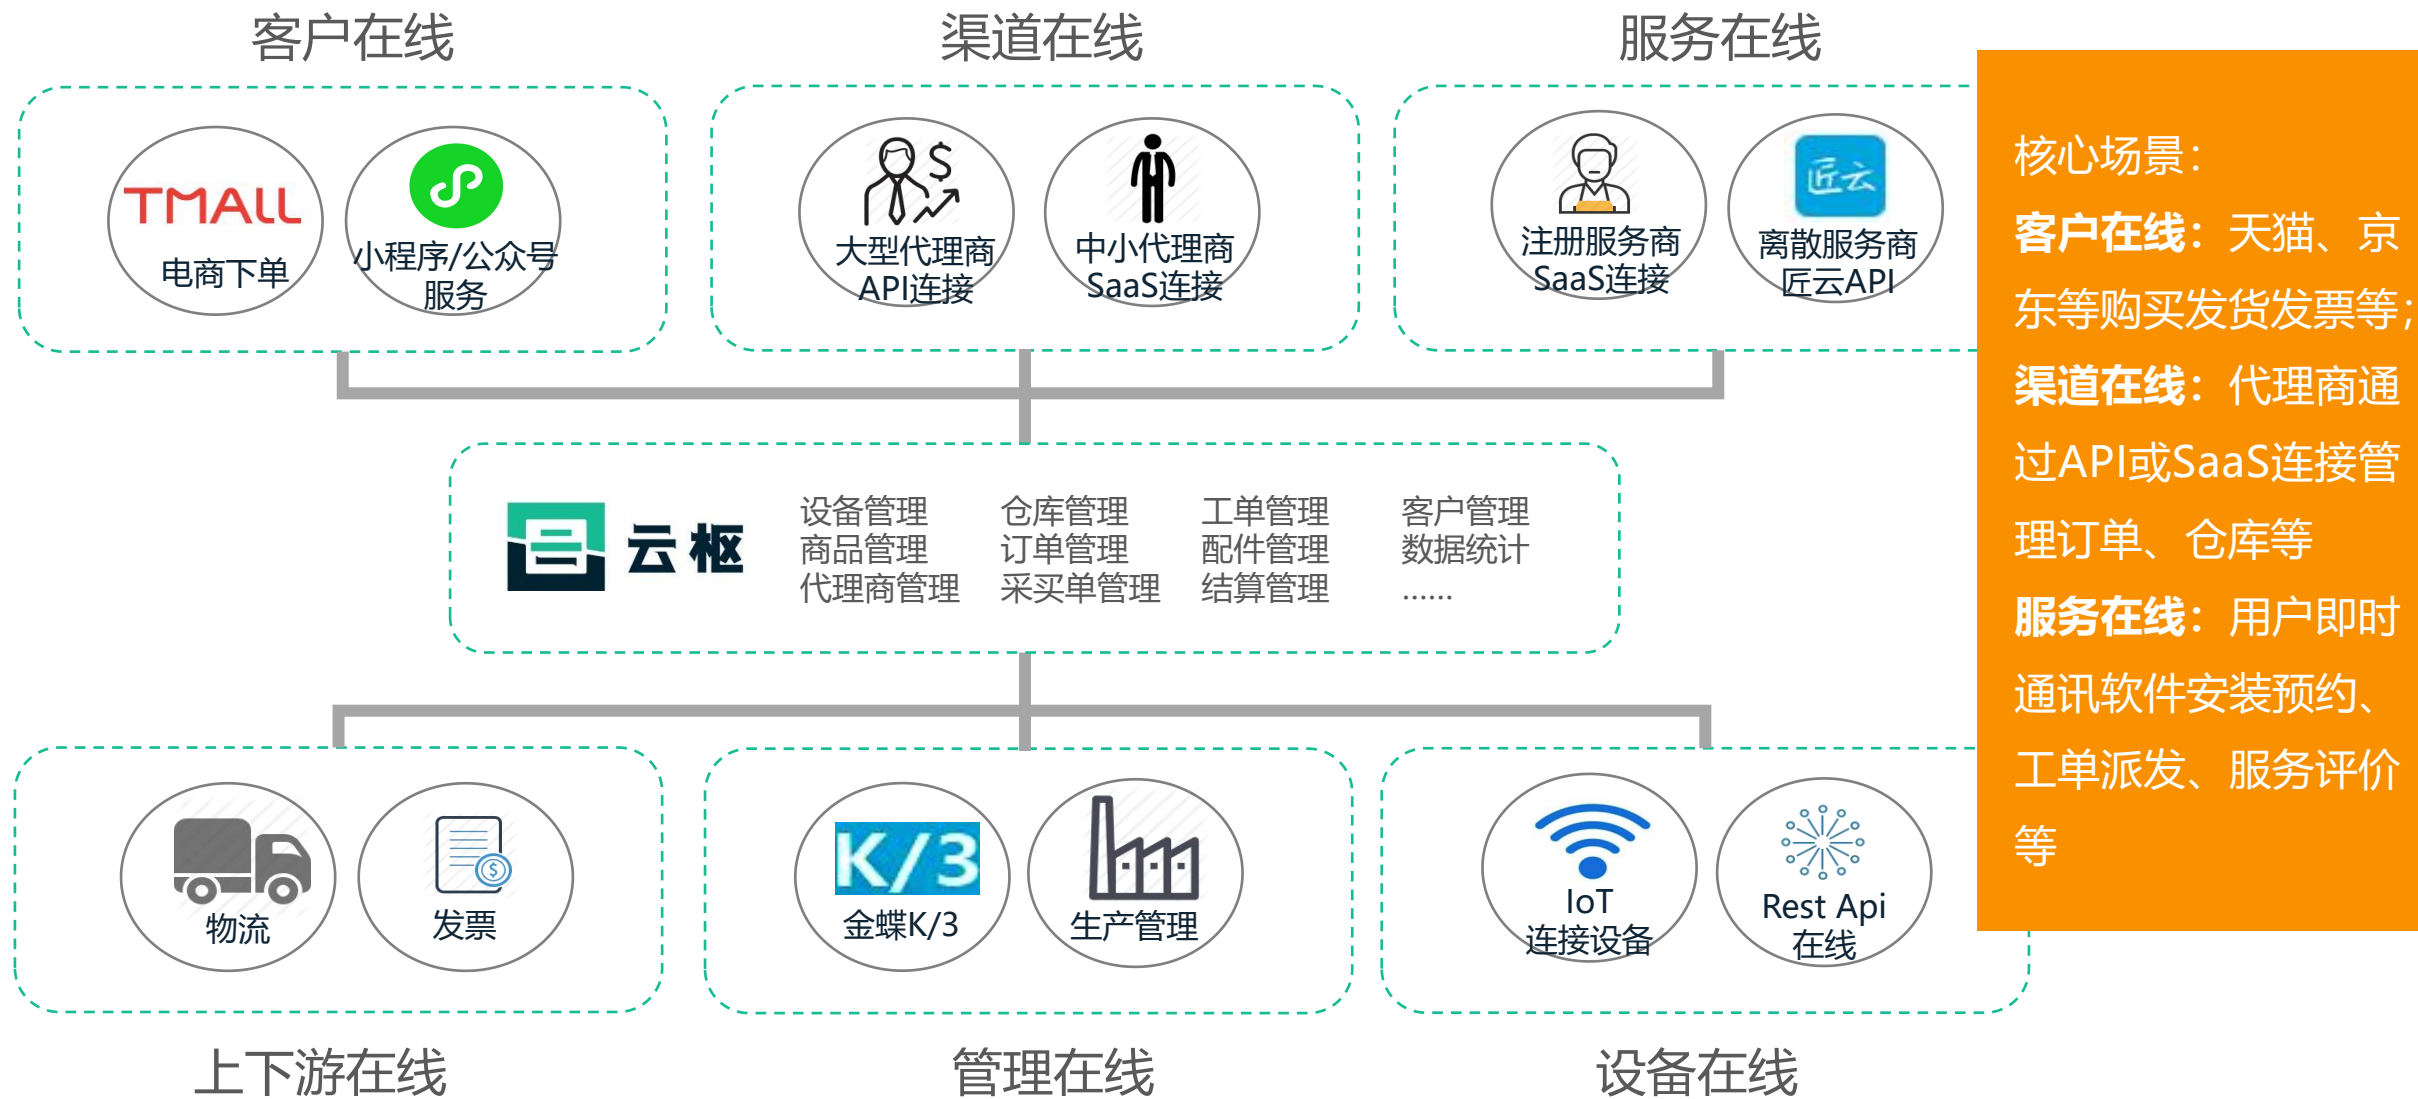 客户在线
渠道在线
服务在线
TMALL
电商下单
小程序/公众号
服务
大型代理商
API连接
中小代理商
SaaS连接
注册服务商
SaaS连接
匠云
离散服务商
匠云API
云枢
设备管理
商品管理
代理商管理
仓库管理
订单管理
采买单管理
工单管理
配件管理
结算管理
客户管理
数据统计
......
物流
发票
K/3
金蝶K/3
生产管理
IoT
连接设备
Rest Api
在线
上下游在线
管理在线
设备在线
核心场景：
客户在线：天猫、京
东等购买发货发票等；
渠道在线：代理商通
过API或SaaS连接管
理订单、仓库等
服务在线：用户即时
通讯软件安装预约、
工单派发、服务评价
等